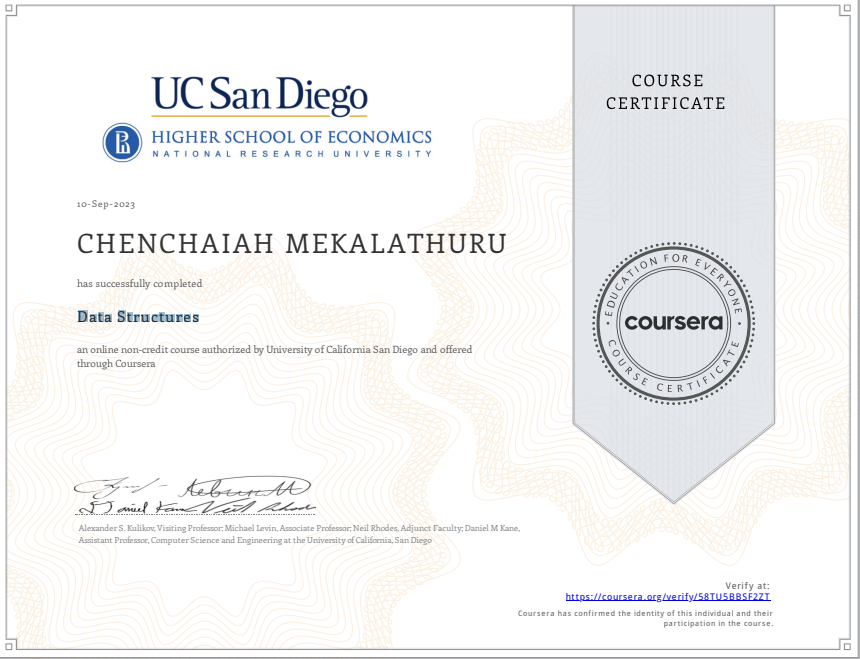 UC San Diego
HIGHER SCHOOL OF ECONOMICS
NATIONAL RESEARCH UNIVERSITY
COURSE
CERTIFICATE
10-Sep-2023
CHENCHAIAH MEKALATHURU
has successfully completed
Data Structures
an online non-credit course authorized by University of California San Diego and offered
through Coursera
EDUCATION FOR EVERYONE
coursera
COURSE CERTIFICATE
Alexander S. Kulikov, Visiting Professor; Michael Levin, Associate Professor; Neil Rhodes, Adjunct Faculty; Daniel M Kane,
Assistant Professor, Computer Science and Engineering at the University of California, San Diego
Verify at:
https://coursera.org/verify/58TU5BBSF2ZT
Coursera has confirmed the identity of this individual and their
participation in the course.